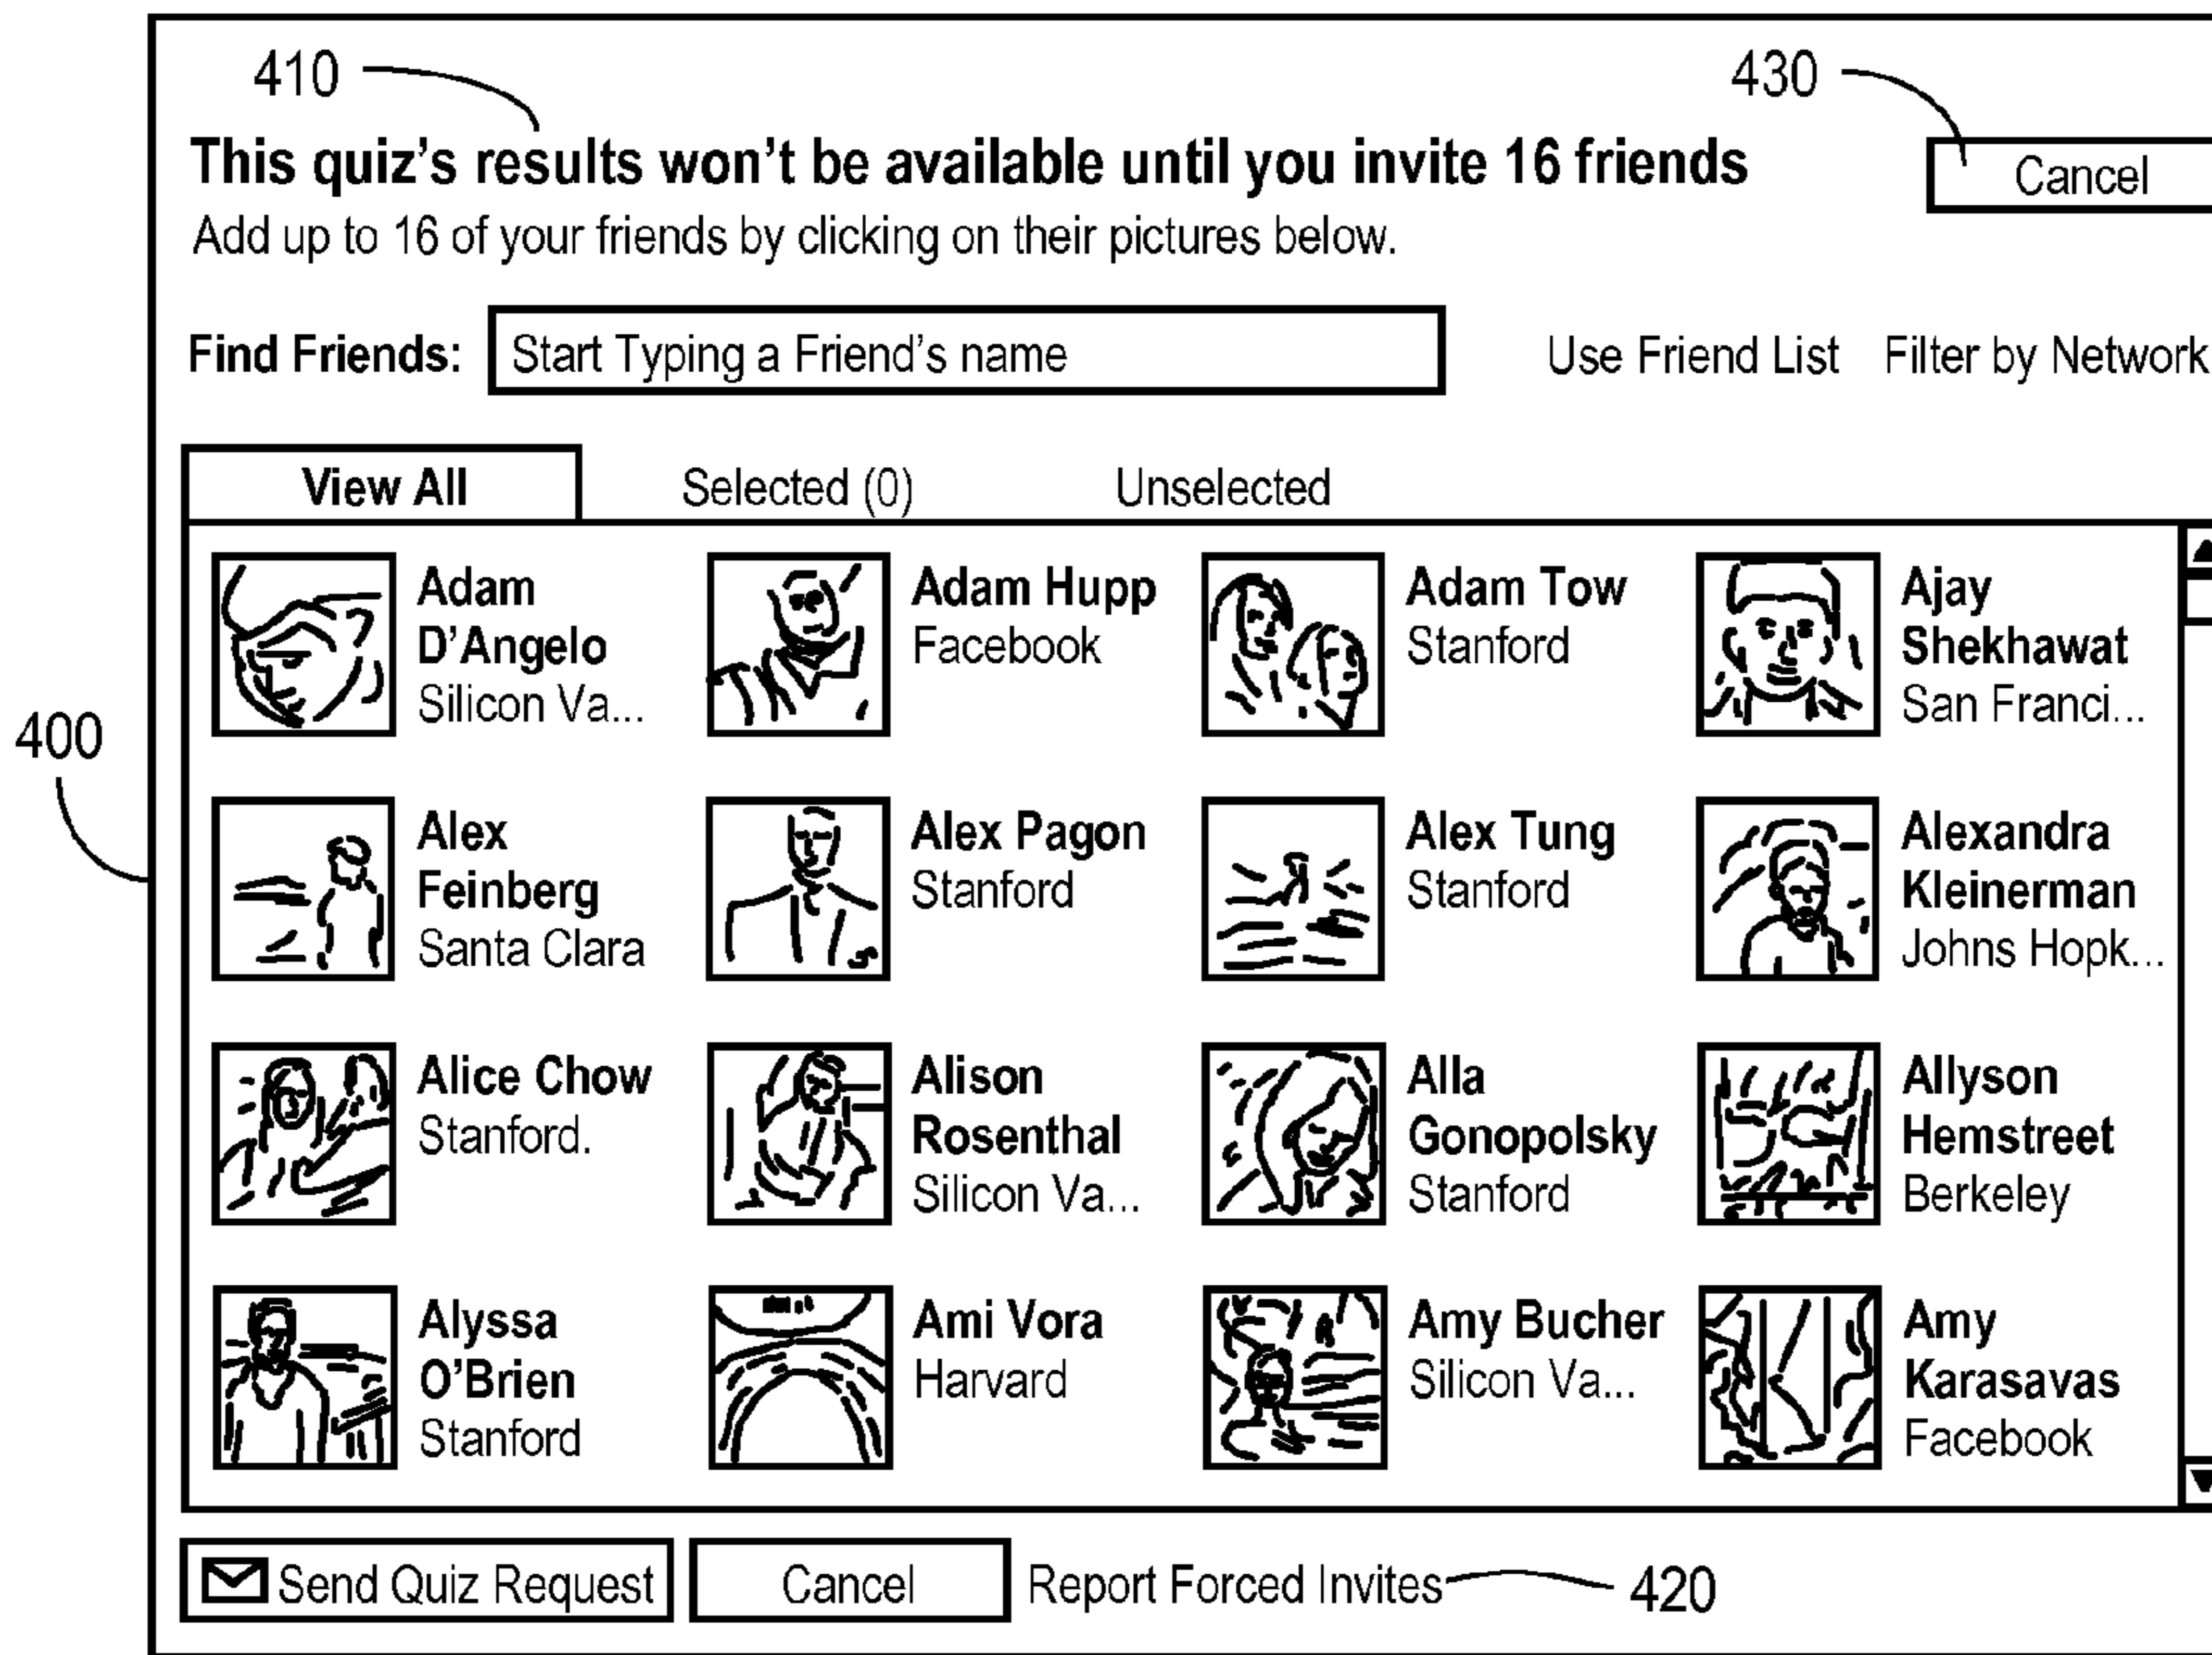 410
430
This quiz's results won't be available until you invite 16 friends
Cancel
Add up to 16 of your friends by clicking on their pictures below.
Find Friends:
Start Typing a Friend's name
Use Friend List
Filter by Network
View All
Selected (0)
Unselected
Adam
D'Angelo
Silicon Va...
Adam Hupp
Facebook
Adam Tow
Stanford
Ajay
Shekhawat
San Franci...
400
Alex
Feinberg
Santa Clara
Alex Pagon
Stanford
Alex Tung
Stanford
Alexandra
Kleinerman
Johns Hopk...
Alice Chow
Stanford.
Alison
Rosenthal
Silicon Va...
Alla
Gonopolsky
Stanford
Allyson
Hemstreet
Berkeley
Alyssa
O'Brien
Stanford
Ami Vora
Harvard
Amy Bucher
Silicon Va...
Amy
Karasavas
Facebook
Send Quiz Request
Cancel
Report Forced Invites
420